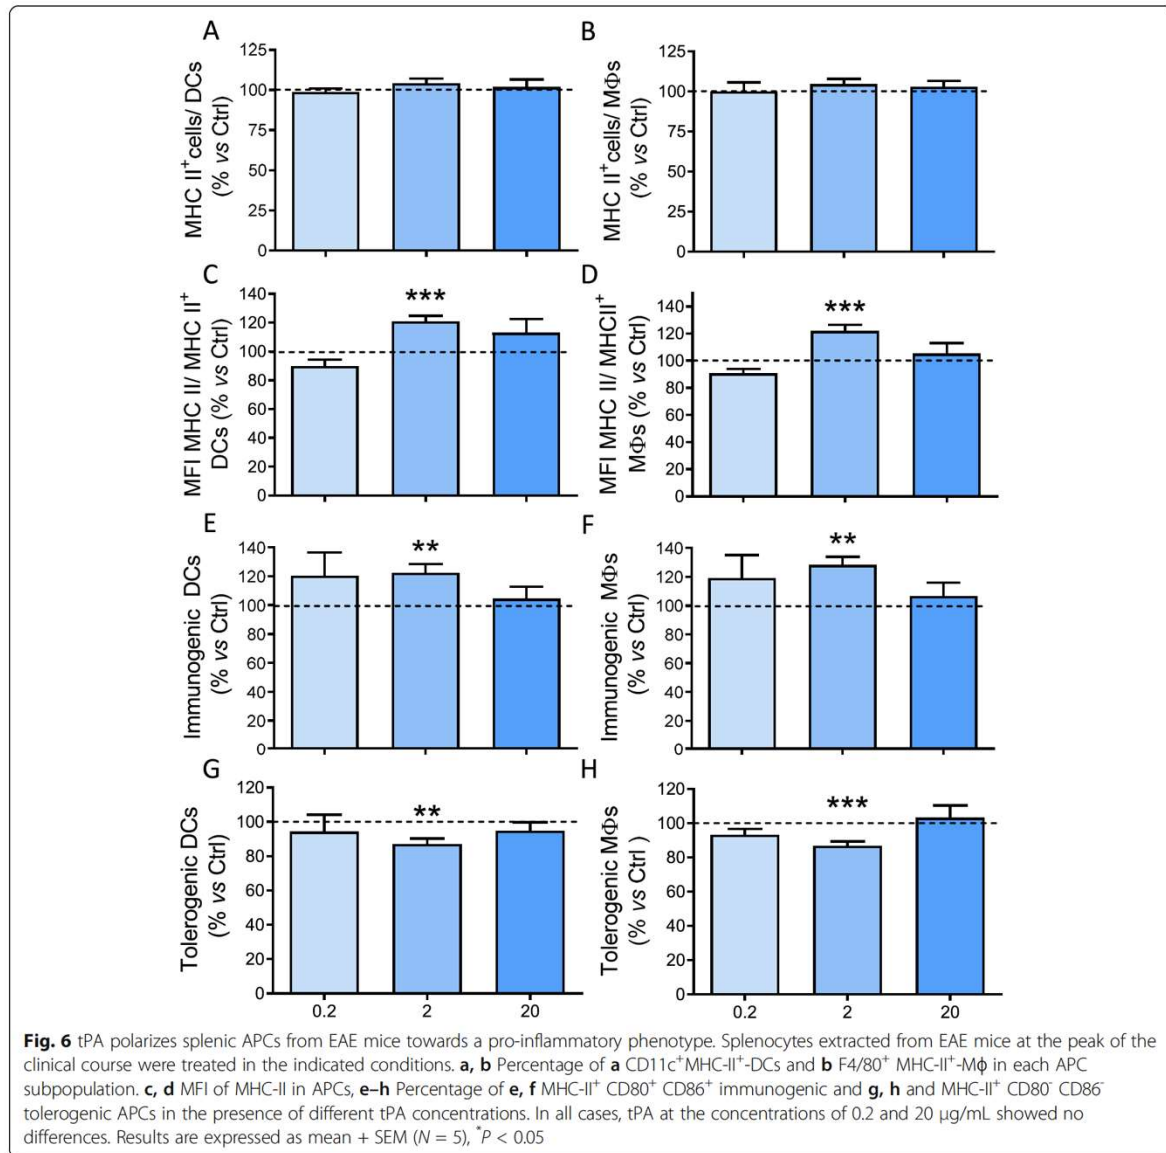 A
B
MHC II⁺cells/ DCs
(% vs Ctrl)
125
100
75
50
25
0
MHC II⁺cells/ MΦs
(% vs Ctrl)
125
100
75
50
25
0
C
D
MFI MHC II/ MHC II⁺
DCs (% vs Ctrl)
140
120
100
80
60
40
20
0
***
MFI MHC II/ MHCII⁺
MΦs (% vs Ctrl)
140
120
100
80
60
40
20
0
***
E
F
Immunogenic DCs
(% vs Ctrl)
140
120
100
80
60
40
20
0
**
Immunogenic MΦs
(% vs Ctrl)
140
120
100
80
60
40
20
0
**
G
H
Tolerogenic DCs
(% vs Ctrl)
120
100
80
60
40
20
0
**
0.2 2 20
Tolerogenic MΦs
(% vs Ctrl )
120
100
80
60
40
20
0
***
0.2 2 20
Fig. 6 tPA polarizes splenic APCs from EAE mice towards a pro-inflammatory phenotype. Splenocytes extracted from EAE mice at the peak of the
clinical course were treated in the indicated conditions. a, b Percentage of a CD11c⁺MHC-II⁺-DCs and b F4/80⁺ MHC-II⁺-Mϕ in each APC
subpopulation. c, d MFI of MHC-II in APCs, e–h Percentage of e, f MHC-II⁺ CD80⁺ CD86⁺ immunogenic and g, h and MHC-II⁺ CD80⁻ CD86⁻
tolerogenic APCs in the presence of different tPA concentrations. In all cases, tPA at the concentrations of 0.2 and 20 μg/mL showed no
differences. Results are expressed as mean + SEM (N = 5), *P < 0.05